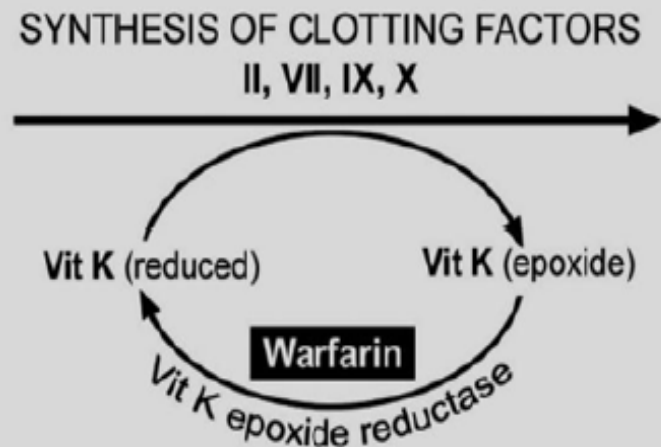 SYNTHESIS OF CLOTTING FACTORS
II, VII, IX, X
Vit K (reduced)
Vit K (epoxide)
Warfarin
Vit K epoxide reductase